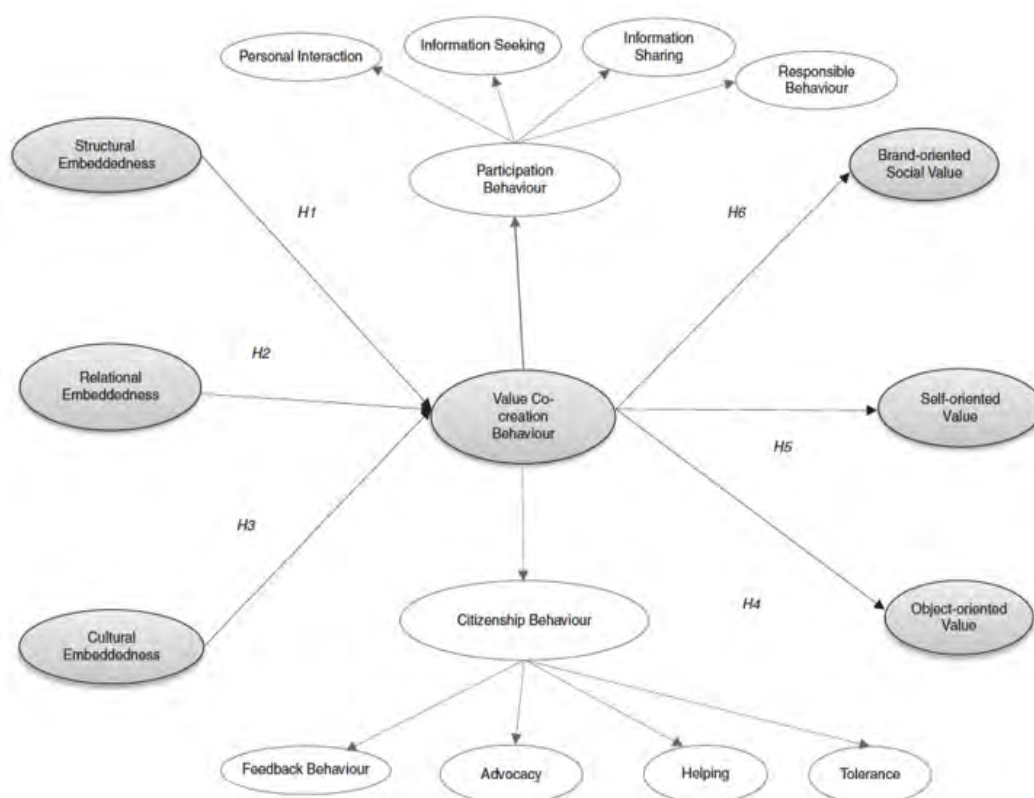 Personal Interaction
Information Seeking
Information
Sharing
Responsible
Behaviour
Structural
Embeddedness
Participation
Behaviour
Brand-oriented
Social Value
H1
H6
H2
Relational
Embeddedness
Value Co-
creation
Behaviour
Self-oriented
Value
H5
H3
H4
Cultural
Embeddedness
Citizenship Behaviour
Object-oriented
Value
Feedback Behaviour
Advocacy
Helping
Tolerance